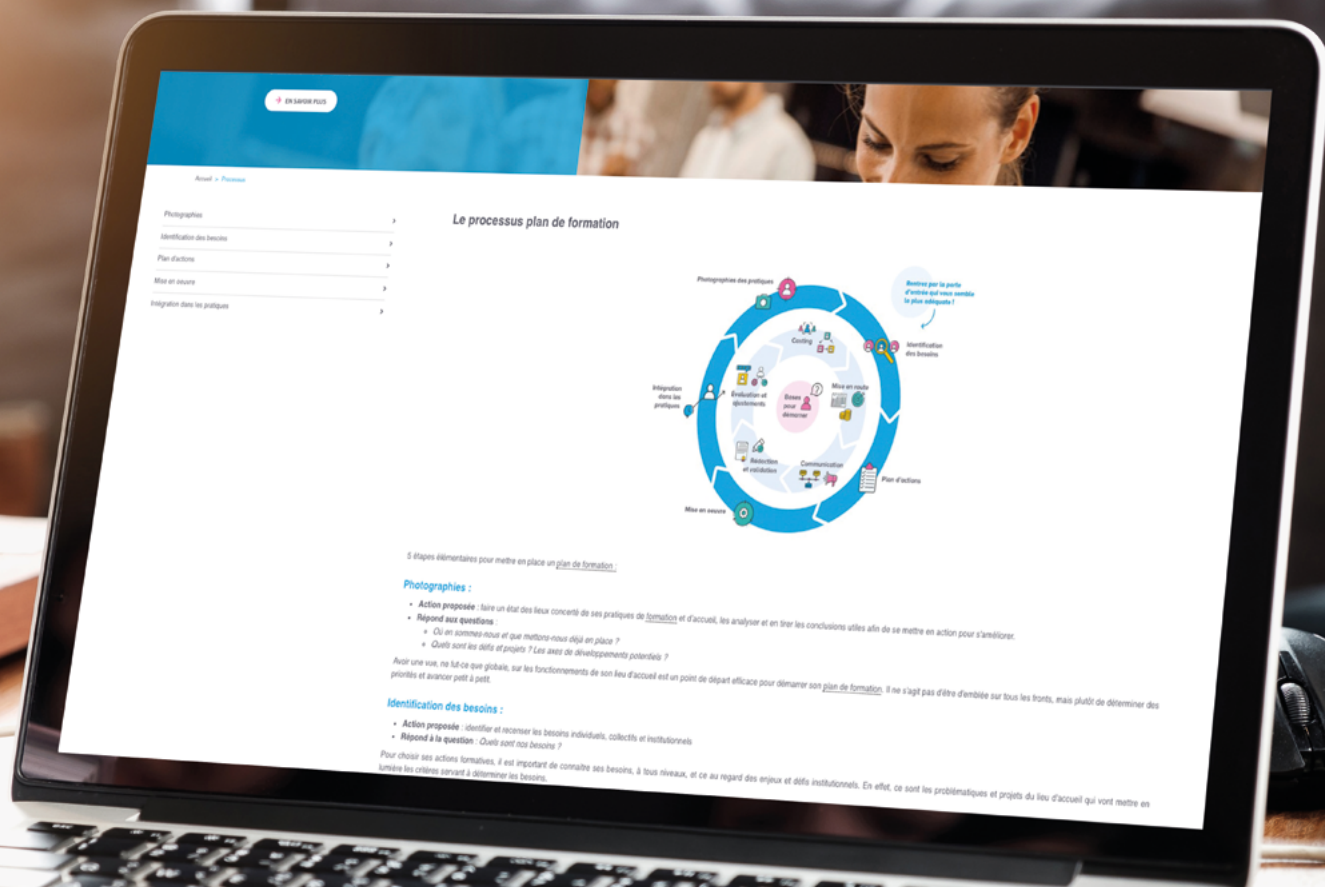 EN SAVOIR PLUS
Accueil > Processus
Photographies
Identification des besoins
Plan d'actions
Mise en oeuvre
Intégration dans les pratiques
Le processus plan de formation
Photographies des pratiques
Rentrez par la porte
d'entrée qui vous semble
la plus adéquate !
Identification
des besoins
Plan d'actions
Mise en oeuvre
Intégration
dans les
pratiques
Casting
Mise en route
Communication
Rédaction
et validation
Évaluation et
ajustements
Bases
pour
démarrer
5 étapes élémentaires pour mettre en place un plan de formation :
Photographies :
• Action proposée : faire un état des lieux concerté de ses pratiques de formation et d'accueil, les analyser et en tirer les conclusions utiles afin de se mettre en action pour s'améliorer.
• Répond aux questions :
Où en sommes-nous et que mettons-nous déjà en place ?
Quels sont les défis et projets ? Les axes de développements potentiels ?
Avoir une vue, ne fut-ce que globale, sur les fonctionnements de son lieu d'accueil est un point de départ efficace pour démarrer son plan de formation. Il ne s'agit pas d'être d'emblée sur tous les fronts, mais plutôt de déterminer des
priorités et avancer petit à petit.
Identification des besoins :
• Action proposée : identifier et recenser les besoins individuels, collectifs et institutionnels
• Répond à la question : Quels sont nos besoins ?
Pour choisir ses actions formatives, il est important de connaitre ses besoins, à tous niveaux, et ce au regard des enjeux et défis institutionnels. En effet, ce sont les problématiques et projets du lieu d'accueil qui vont mettre en
lumière les critères servant à déterminer les besoins.